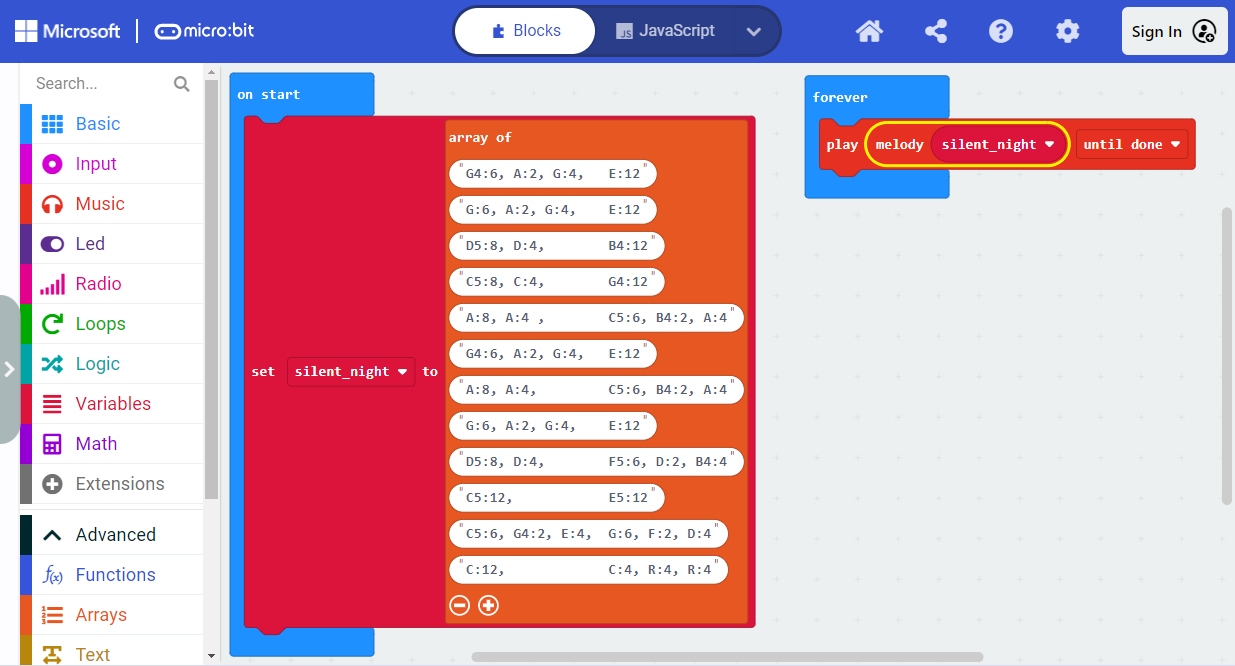 Microsoft micro:bit Blocks JavaScript Sign In
Search...
Basic
Input
Music
Led
Radio
Loops
Logic
Variables
Math
Extensions
Advanced
Functions
Arrays
Text
on start
set silent_night to
array of
"G4:6, A:2, G:4,   E:12"
"G:6, A:2, G:4,    E:12"
"D5:8, D:4,        B4:12"
"C5:8, C:4,        G4:12"
"A:8, A:4 ,        C5:6, B4:2, A:4"
"G4:6, A:2, G:4,   E:12"
"A:8, A:4,         C5:6, B4:2, A:4"
"G:6, A:2, G:4,    E:12"
"D5:8, D:4,        F5:6, D:2, B4:4"
"C5:12,            E5:12"
"C5:6, G4:2, E:4,  G:6, F:2, D:4"
"C:12,             C:4, R:4, R:4"
forever
play melody silent_night until done